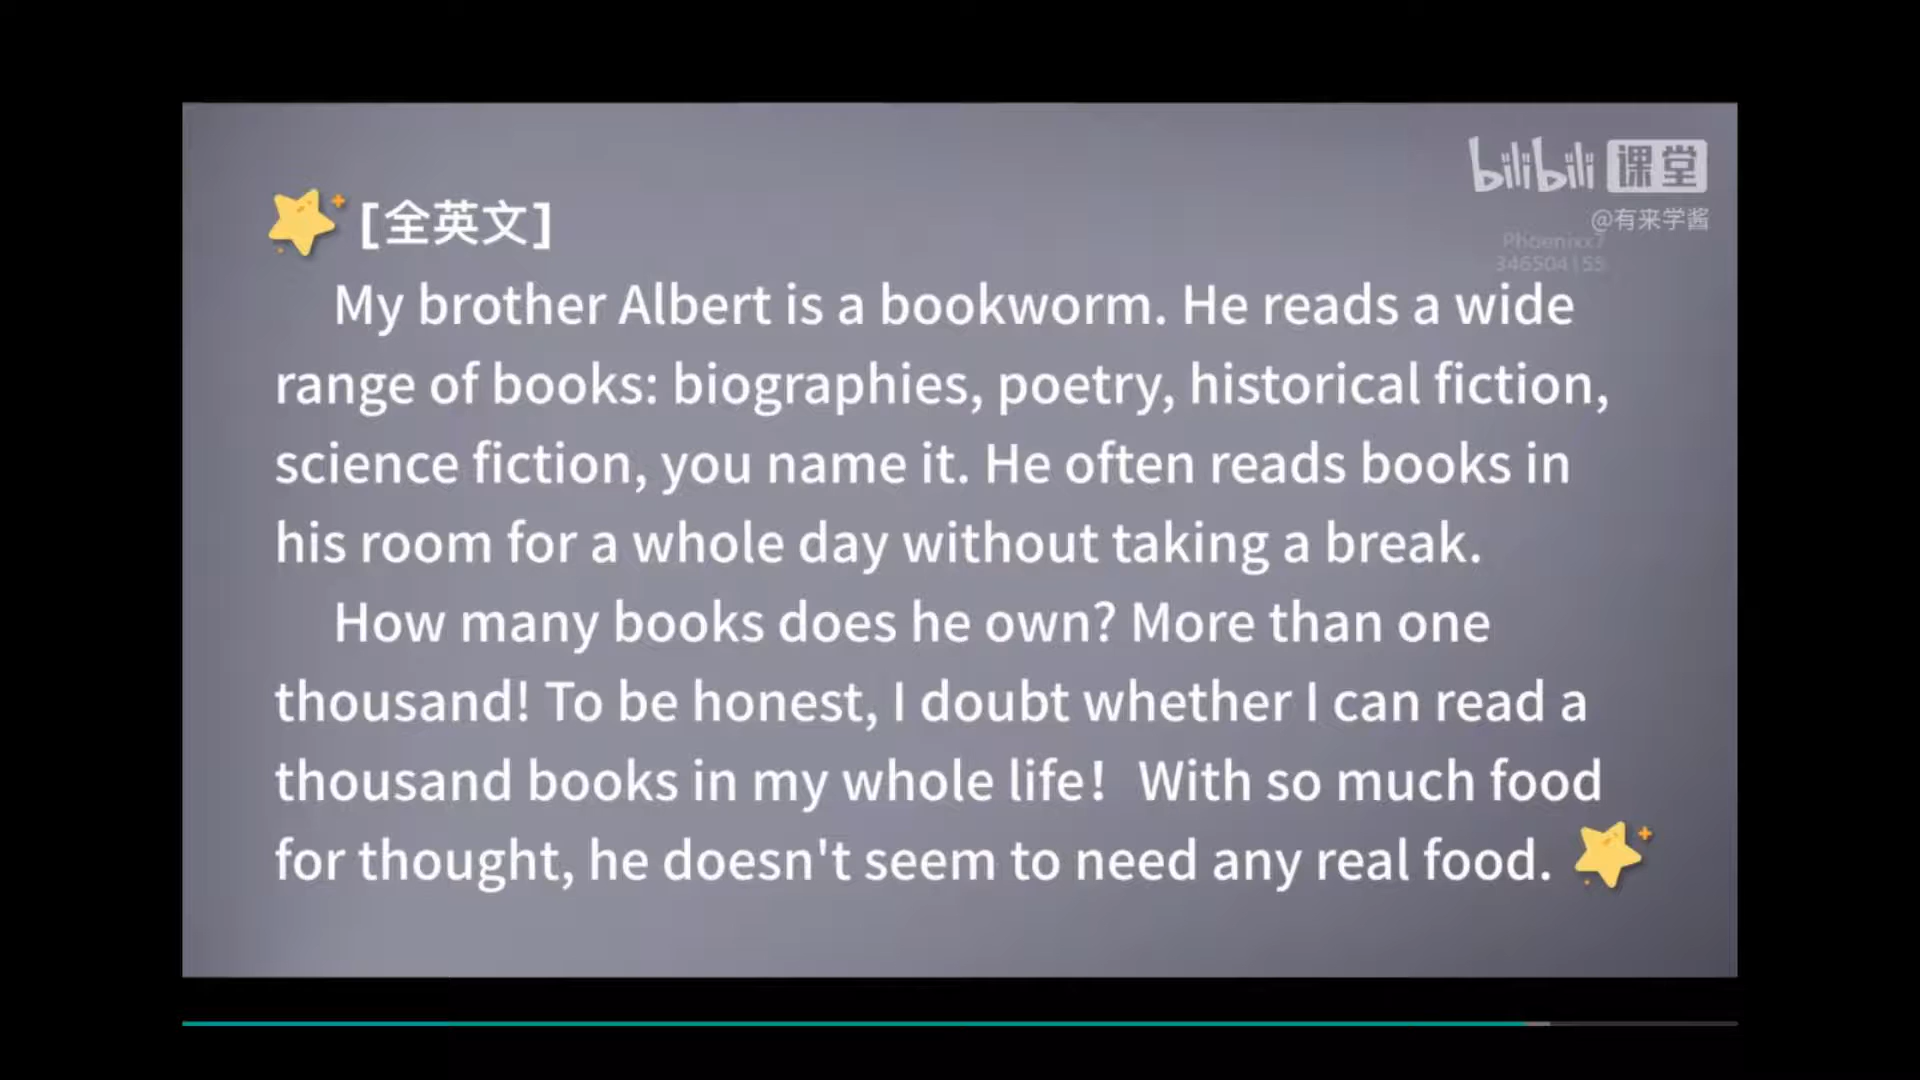 bilibili 课堂
@有来学酱
Phoenixx7
346504155
[全英文]
My brother Albert is a bookworm. He reads a wide
range of books: biographies, poetry, historical fiction,
science fiction, you name it. He often reads books in
his room for a whole day without taking a break.
How many books does he own? More than one
thousand! To be honest, I doubt whether I can read a
thousand books in my whole life！ With so much food
for thought, he doesn't seem to need any real food.